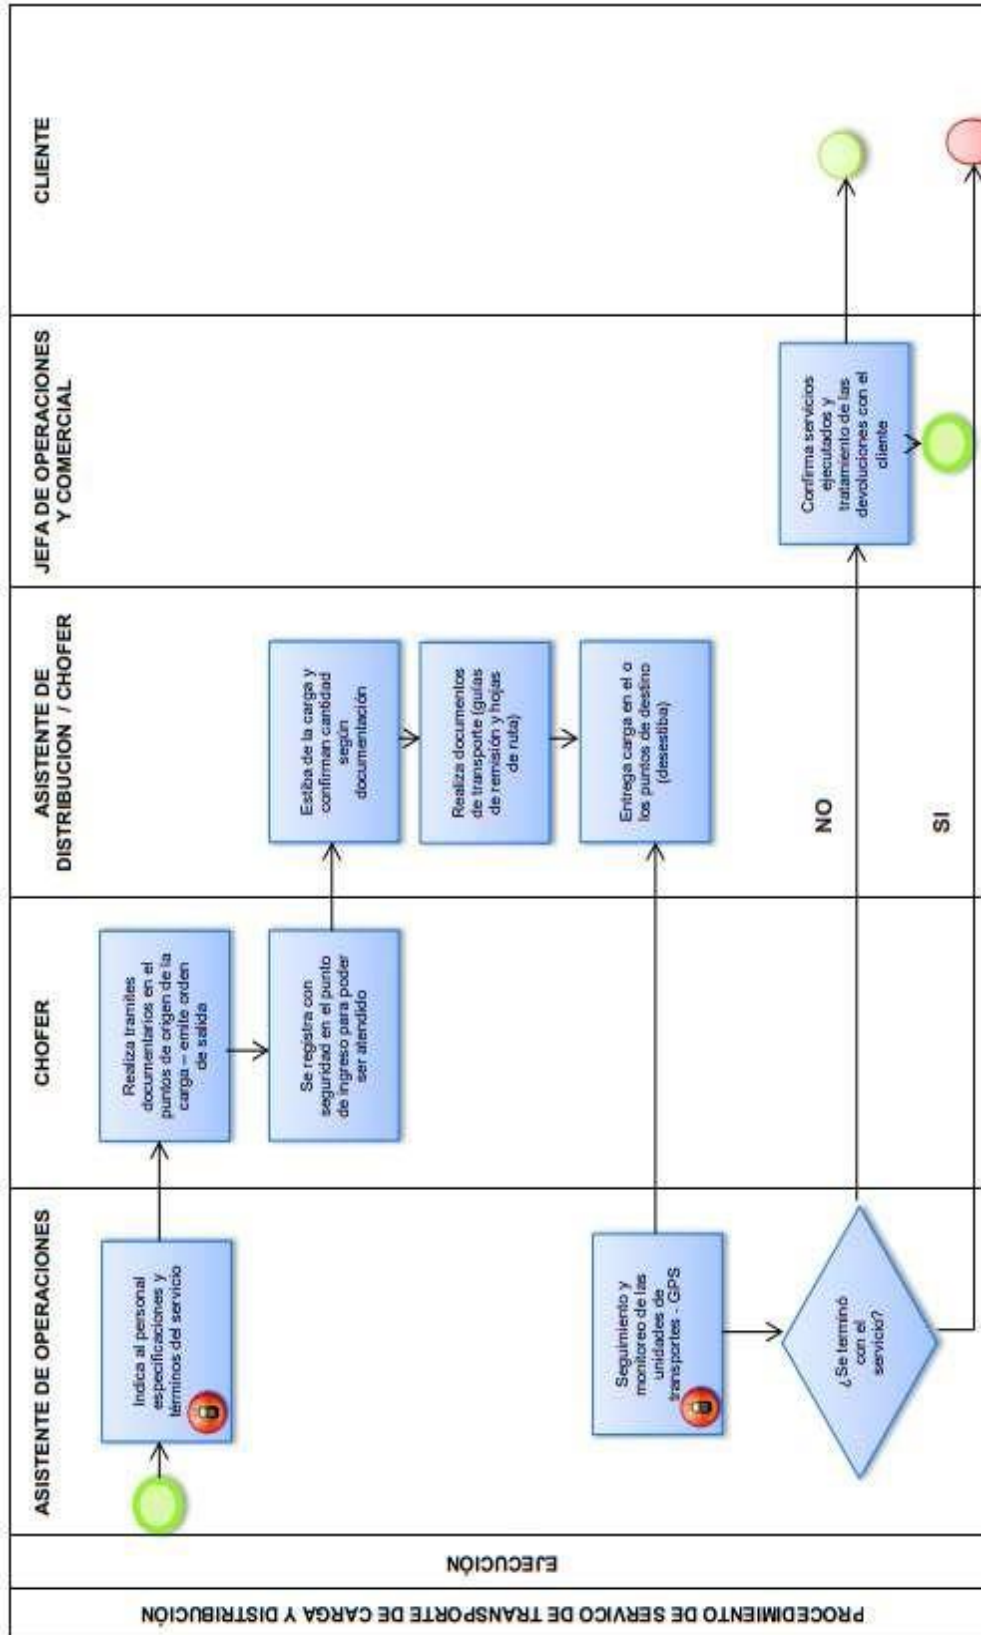 PROCEDIMIENTO DE SERVICO DE TRANSPORTE DE CARGA Y DISTRIBUCIÓN
EJECUCIÓN
ASISTENTE DE OPERACIONES
CHOFER
ASISTENTE DE
DISTRIBUCION / CHOFER
JEFA DE OPERACIONES
Y COMERCIAL
CLIENTE
Indica al personal
especificaciones y
términos del servicio
Realiza tramites
documentarios en el
puntos de origen de la
carga – emite orden
de salida
Se registra con
seguridad en el punto
de ingreso para poder
ser atendido
Estiba de la carga y
confirman cantidad
según
documentación
Realiza documentos
de transporte (guías
de remisión y hojas
de ruta)
Entrega carga en el o
los puntos de destino
(desestiba)
Seguimiento y
monitoreo de las
unidades de
transportes - GPS
¿Se terminó
con el
servicio?
NO
SI
Confirma servicios
ejecutados y
tratamiento de las
devoluciones con el
cliente